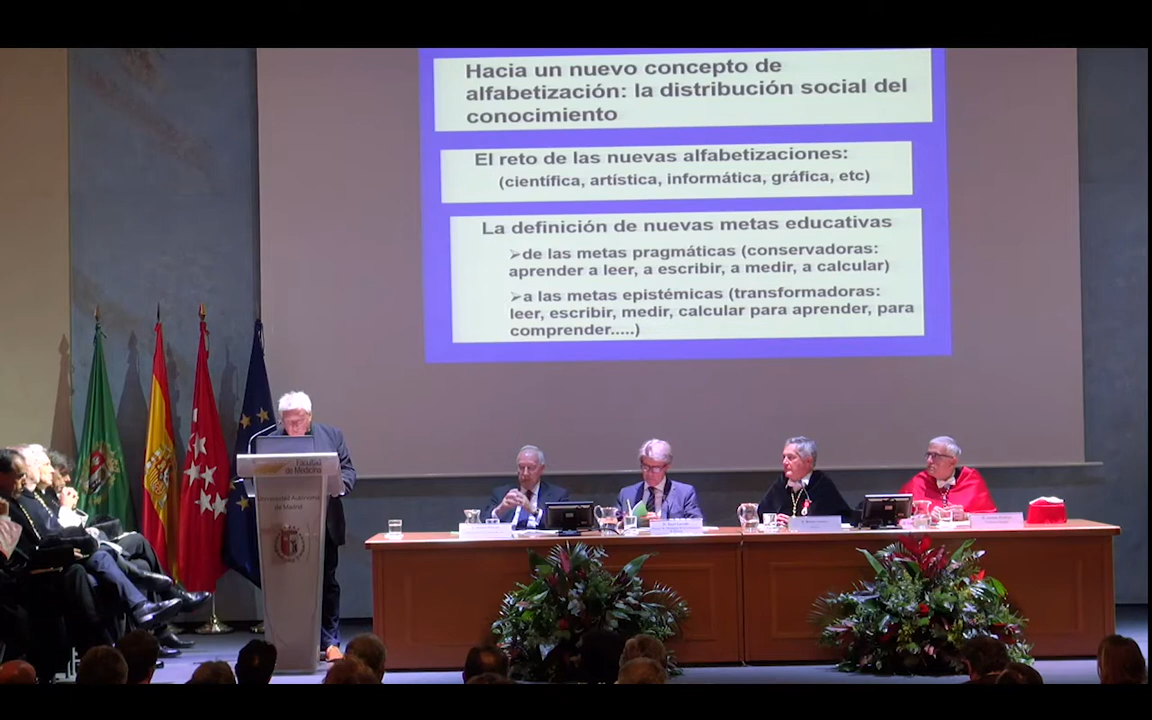 Hacia un nuevo concepto de
alfabetización: la distribución social del
conocimiento
El reto de las nuevas alfabetizaciones:
(científica, artística, informática, gráfica, etc)
La definición de nuevas metas educativas
➢de las metas pragmáticas (conservadoras:
aprender a leer, a escribir, a medir, a calcular)
➢a las metas epistémicas (transformadoras:
leer, escribir, medir, calcular para aprender, para
comprender.....)
Facultad
de Medicina
Universidad Autónoma
de Madrid